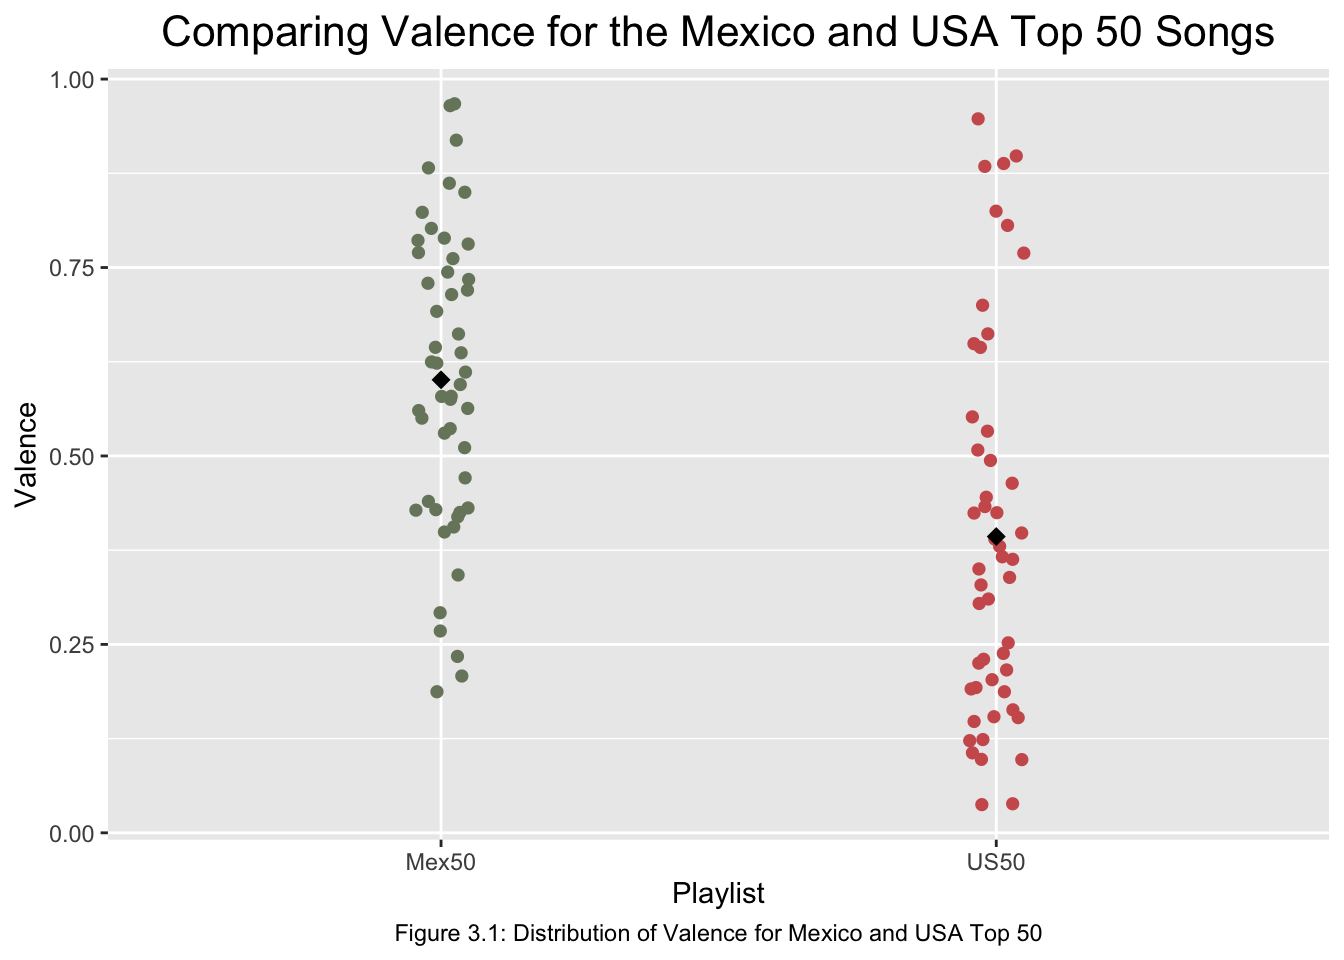 Comparing Valence for the Mexico and USA Top 50 Songs
1.00
0.75
0.50
0.25
0.00
Valence
Mex50 US50
Playlist
Figure 3.1: Distribution of Valence for Mexico and USA Top 50